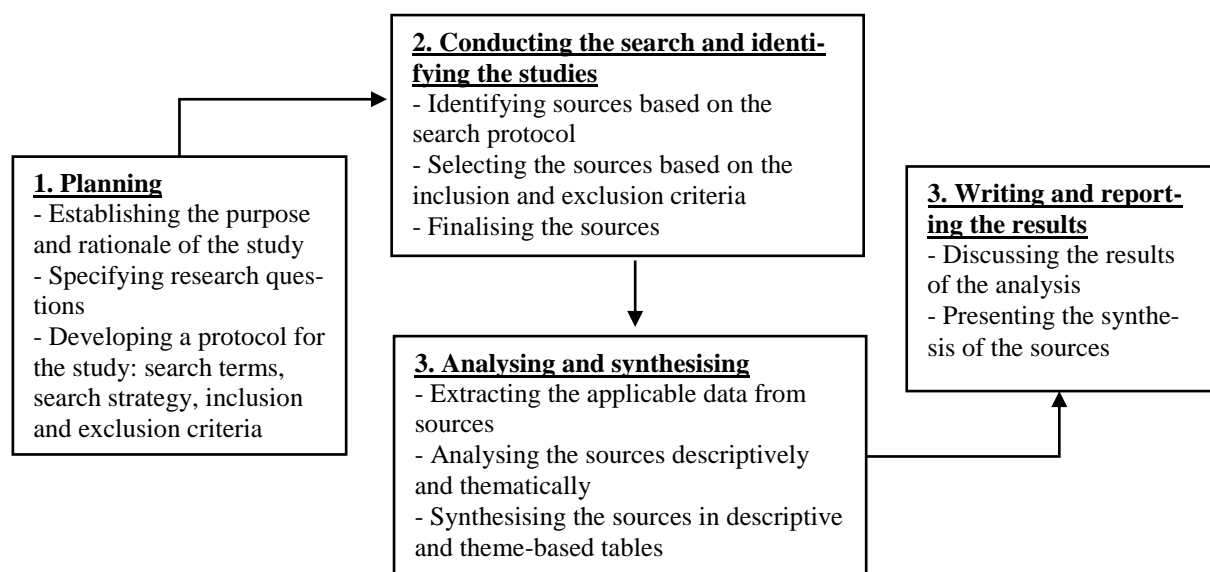 1. Planning
- Establishing the purpose
and rationale of the study
- Specifying research ques-
tions
- Developing a protocol for
the study: search terms,
search strategy, inclusion
and exclusion criteria
2. Conducting the search and identi-
fying the studies
- Identifying sources based on the
search protocol
- Selecting the sources based on the
inclusion and exclusion criteria
- Finalising the sources
3. Analysing and synthesising
- Extracting the applicable data from
sources
- Analysing the sources descriptively
and thematically
- Synthesising the sources in descriptive
and theme-based tables
3. Writing and report-
ing the results
- Discussing the results
of the analysis
- Presenting the synthe-
sis of the sources